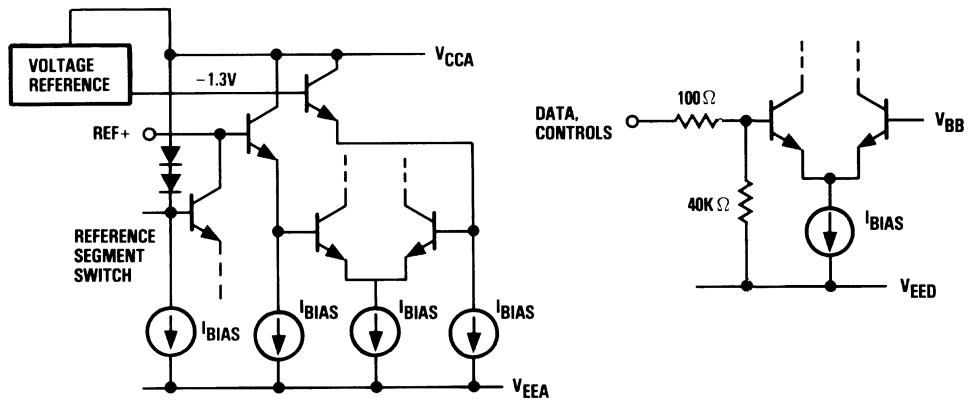 VOLTAGE
REFERENCE
V_CCA
−1.3V
REF+
REFERENCE
SEGMENT
SWITCH
I_BIAS
I_BIAS
I_BIAS
I_BIAS
V_EEA
DATA,
CONTROLS
100Ω
V_BB
40KΩ
I_BIAS
V_EED